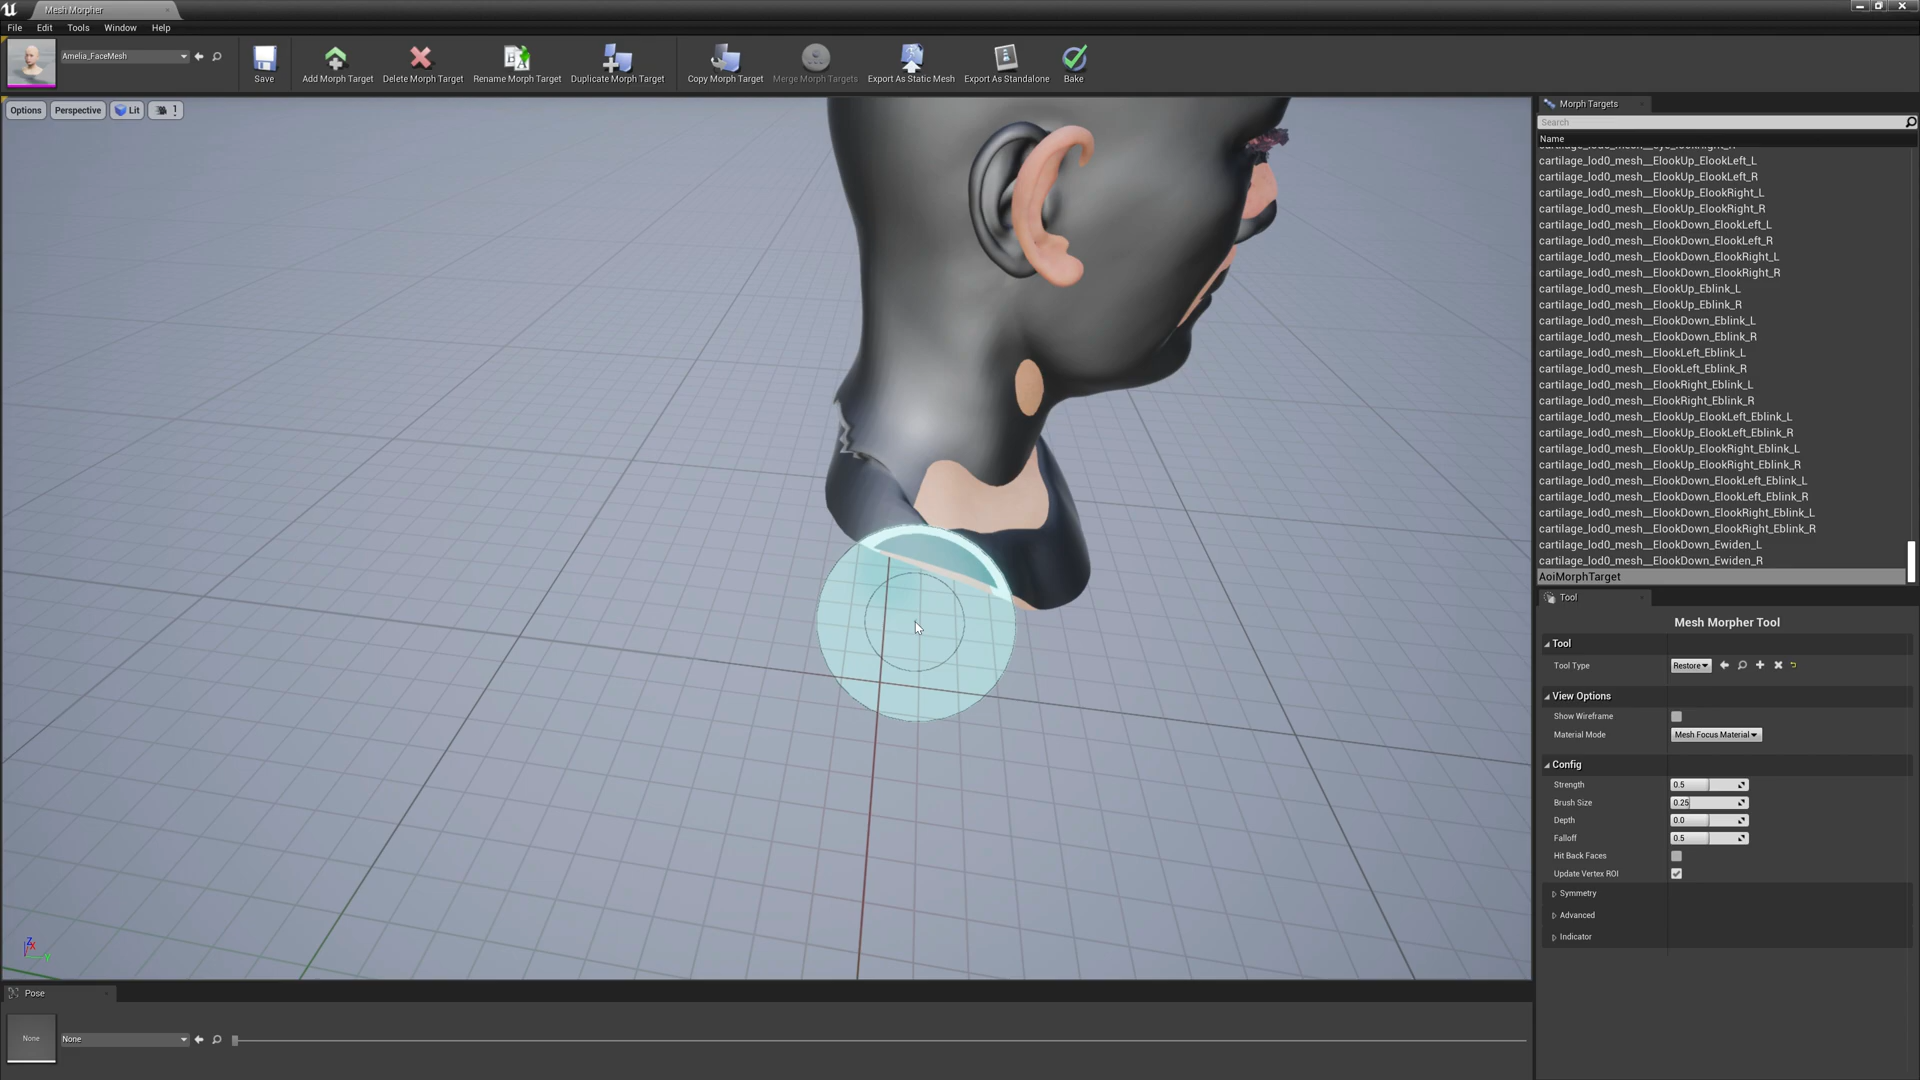 Mesh Morpher
File Edit Tools Window Help
Amelia_FaceMesh
Save
Add Morph Target
Delete Morph Target
Rename Morph Target
Duplicate Morph Target
Copy Morph Target
Merge Morph Targets
Export As Static Mesh
Export As Standalone
Bake
Options
Perspective
Lit
1
Morph Targets
Search
Name
cartilage_lod0_mesh__ElookUp_ElookLeft_L
cartilage_lod0_mesh__ElookUp_ElookLeft_R
cartilage_lod0_mesh__ElookUp_ElookRight_L
cartilage_lod0_mesh__ElookUp_ElookRight_R
cartilage_lod0_mesh__ElookDown_ElookLeft_L
cartilage_lod0_mesh__ElookDown_ElookLeft_R
cartilage_lod0_mesh__ElookDown_ElookRight_L
cartilage_lod0_mesh__ElookDown_ElookRight_R
cartilage_lod0_mesh__ElookUp_Eblink_L
cartilage_lod0_mesh__ElookUp_Eblink_R
cartilage_lod0_mesh__ElookDown_Eblink_L
cartilage_lod0_mesh__ElookDown_Eblink_R
cartilage_lod0_mesh__ElookLeft_Eblink_L
cartilage_lod0_mesh__ElookLeft_Eblink_R
cartilage_lod0_mesh__ElookRight_Eblink_L
cartilage_lod0_mesh__ElookRight_Eblink_R
cartilage_lod0_mesh__ElookUp_ElookLeft_Eblink_L
cartilage_lod0_mesh__ElookUp_ElookLeft_Eblink_R
cartilage_lod0_mesh__ElookUp_ElookRight_Eblink_L
cartilage_lod0_mesh__ElookUp_ElookRight_Eblink_R
cartilage_lod0_mesh__ElookDown_ElookLeft_Eblink_L
cartilage_lod0_mesh__ElookDown_ElookLeft_Eblink_R
cartilage_lod0_mesh__ElookDown_ElookRight_Eblink_L
cartilage_lod0_mesh__ElookDown_ElookRight_Eblink_R
cartilage_lod0_mesh__ElookDown_Ewiden_L
cartilage_lod0_mesh__ElookDown_Ewiden_R
AoiMorphTarget
Tool
Mesh Morpher Tool
Tool
Tool Type Restore
View Options
Show Wireframe
Material Mode Mesh Focus Material
Config
Strength 0.5
Brush Size 0.25
Depth 0.0
Falloff 0.5
Hit Back Faces
Update Vertex ROI
Symmetry
Advanced
Indicator
Z
X
Y
Pose
None
None